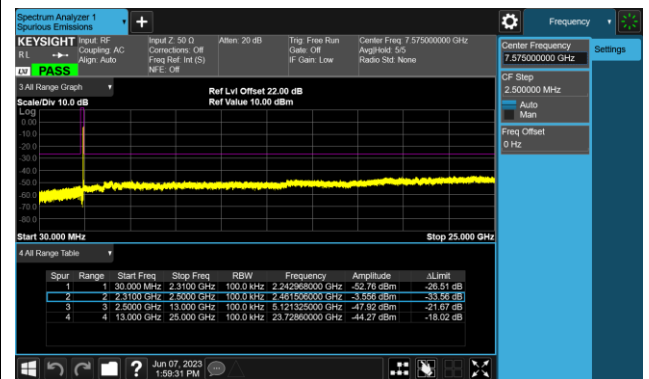 Spectrum Analyzer 1
Spurious Emissions
+
Frequency
KEYSIGHT Input: RF Input Z: 50 Ω Atten: 20 dB Trig: Free Run Center Freq: 7.575000000 GHz
RL Coupling: AC Corrections: Off Gate: Off Avg|Hold: 5/5
Align: Auto Freq Ref: Int (S) IF Gain: Low Radio Std: None
LXI PASS NFE: Off
Center Frequency
7.575000000 GHz
Settings
CF Step
2.500000 MHz
Auto
Man
Freq Offset
0 Hz
3 All Range Graph
Ref Lvl Offset 22.00 dB
Scale/Div 10.0 dB Ref Value 10.00 dBm
Log
0.00
-10.0
-20.0
-30.0
-40.0
-50.0
-60.0
-70.0
-80.0
Start 30.000 MHz Stop 25.000 GHz
4 All Range Table
Spur Range Start Freq Stop Freq RBW Frequency Amplitude ΔLimit
1 1 30.000 MHz 2.3100 GHz 100.0 kHz 2.242968000 GHz -52.76 dBm -26.51 dB
2 2 2.3100 GHz 2.5000 GHz 100.0 kHz 2.461506000 GHz -3.556 dBm -33.56 dB
3 3 2.5000 GHz 13.000 GHz 100.0 kHz 5.121325000 GHz -47.92 dBm -21.67 dB
4 4 13.000 GHz 25.000 GHz 100.0 kHz 23.72860000 GHz -44.27 dBm -18.02 dB
? Jun 07, 2023
1:59:31 PM